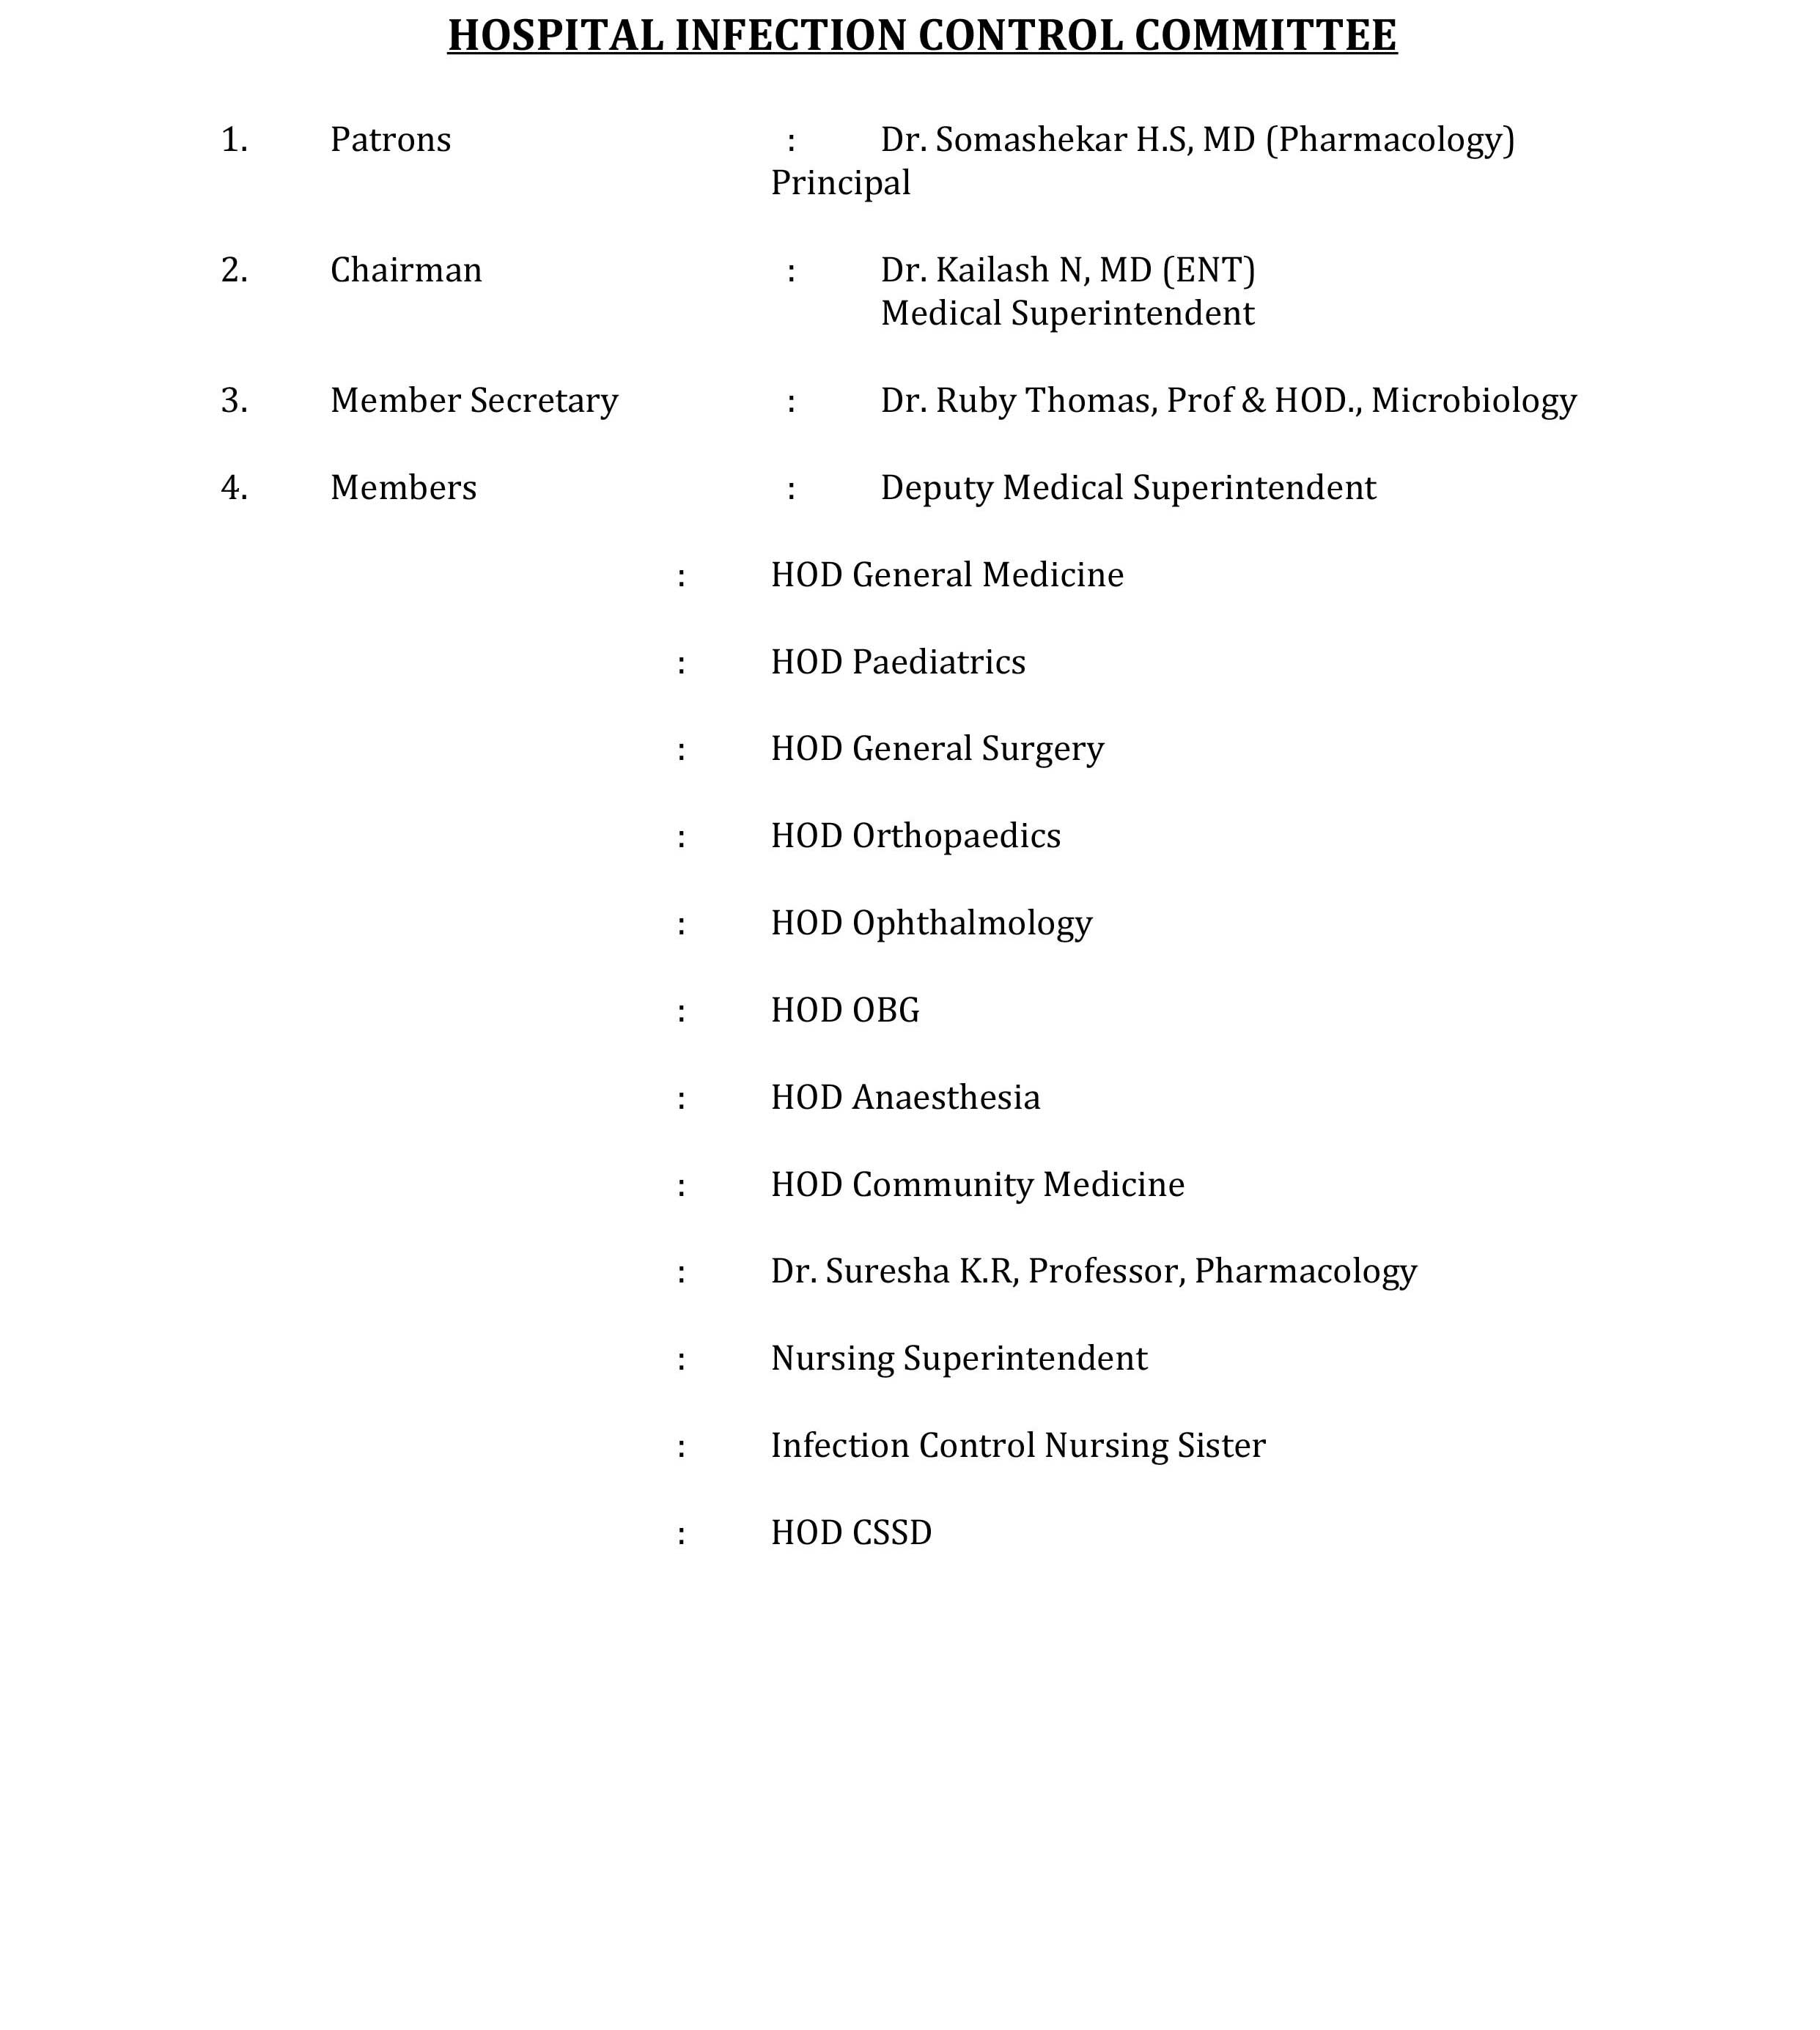 HOSPITAL INFECTION CONTROL COMMITTEE
1. Patrons : Dr. Somashekar H.S, MD (Pharmacology)
Principal
2. Chairman : Dr. Kailash N, MD (ENT)
Medical Superintendent
3. Member Secretary : Dr. Ruby Thomas, Prof & HOD., Microbiology
4. Members : Deputy Medical Superintendent
: HOD General Medicine
: HOD Paediatrics
: HOD General Surgery
: HOD Orthopaedics
: HOD Ophthalmology
: HOD OBG
: HOD Anaesthesia
: HOD Community Medicine
: Dr. Suresha K.R, Professor, Pharmacology
: Nursing Superintendent
: Infection Control Nursing Sister
: HOD CSSD